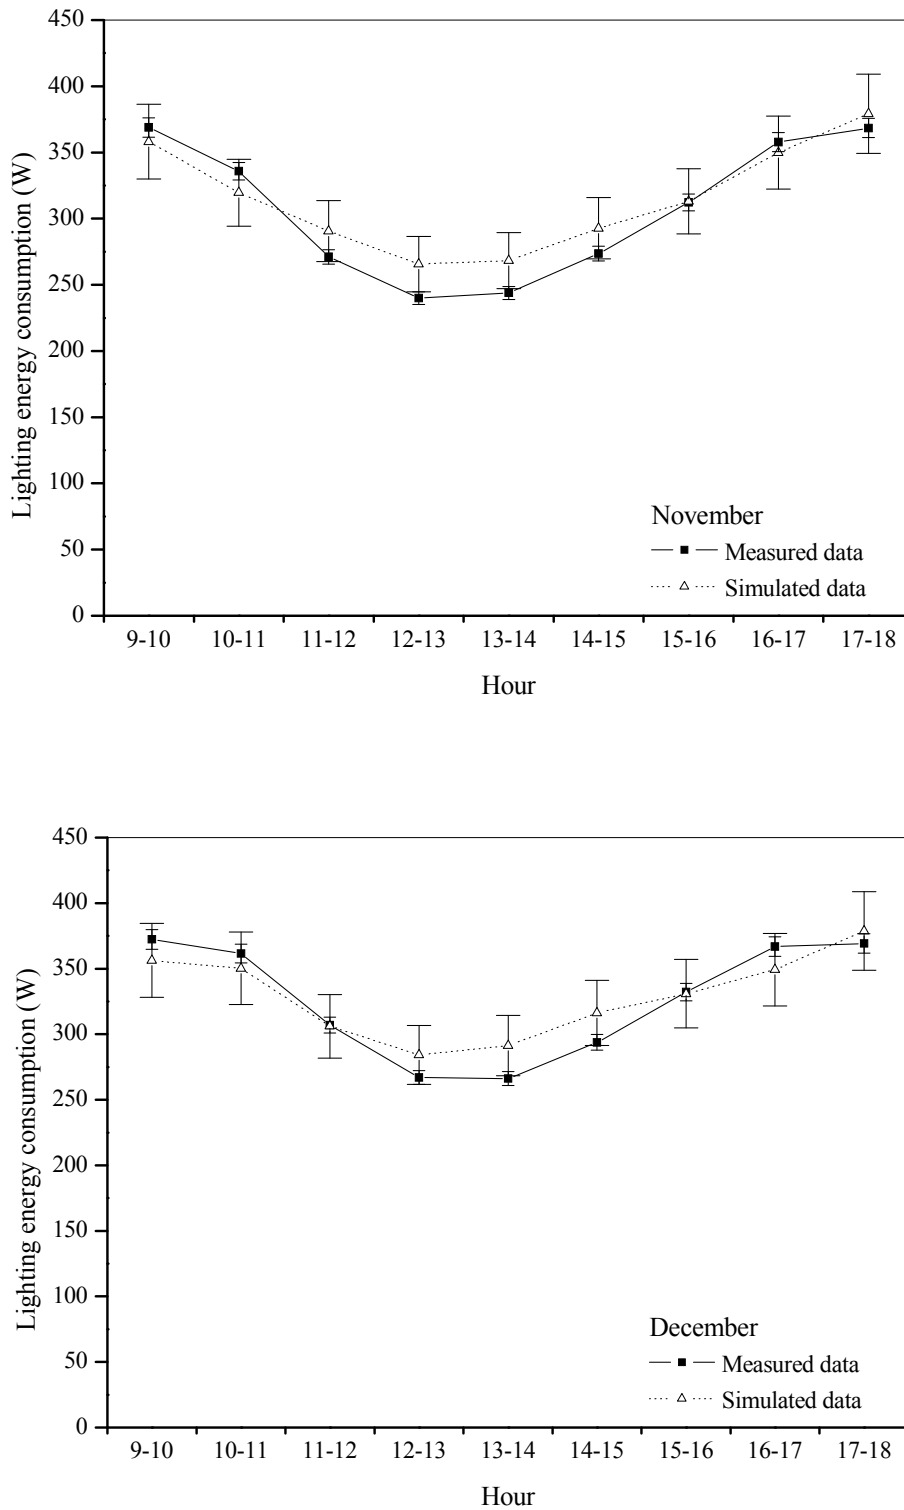 450
400
350
300
250
200
150
100
50
0
Lighting energy consumption (W)
November
Measured data
Simulated data
9-10 10-11 11-12 12-13 13-14 14-15 15-16 16-17 17-18
Hour
450
400
350
300
250
200
150
100
50
0
Lighting energy consumption (W)
December
Measured data
Simulated data
9-10 10-11 11-12 12-13 13-14 14-15 15-16 16-17 17-18
Hour